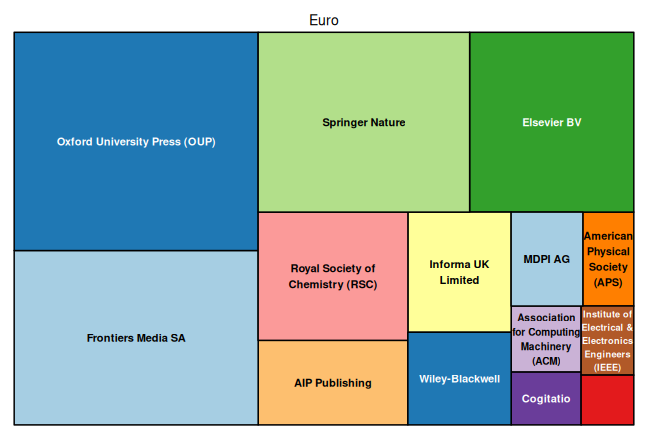 Euro
Oxford University Press (OUP)
Springer Nature
Elsevier BV
Frontiers Media SA
Royal Society of
Chemistry (RSC)
AIP Publishing
Informa UK
Limited
Wiley-Blackwell
MDPI AG
American
Physical
Society
(APS)
Association
for Computing
Machinery
(ACM)
Institute of
Electrical &
Electronics
Engineers
(IEEE)
Cogitatio